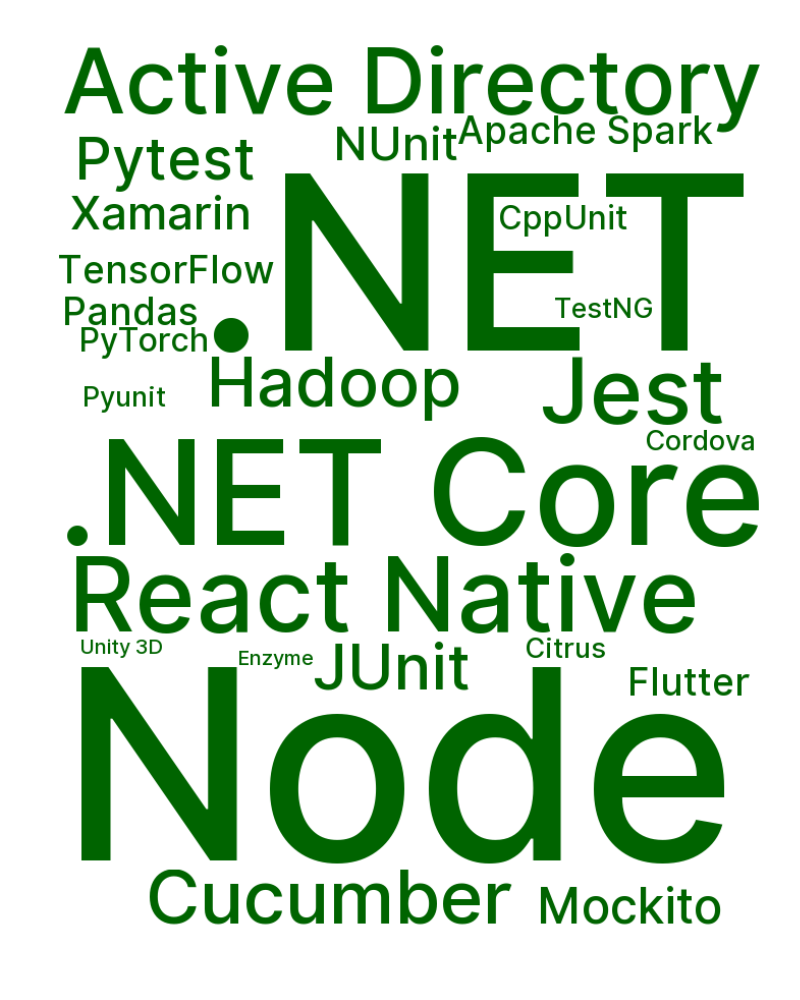 Active Directory
Apache Spark
NUnit
Pytest
Xamarin
.NET
CppUnit
TensorFlow
Pandas
TestNG
PyTorch
Hadoop
Jest
Pyunit
Cordova
.NET Core
React Native
Unity 3D
Enzyme
JUnit
Citrus
Flutter
Node
Cucumber
Mockito